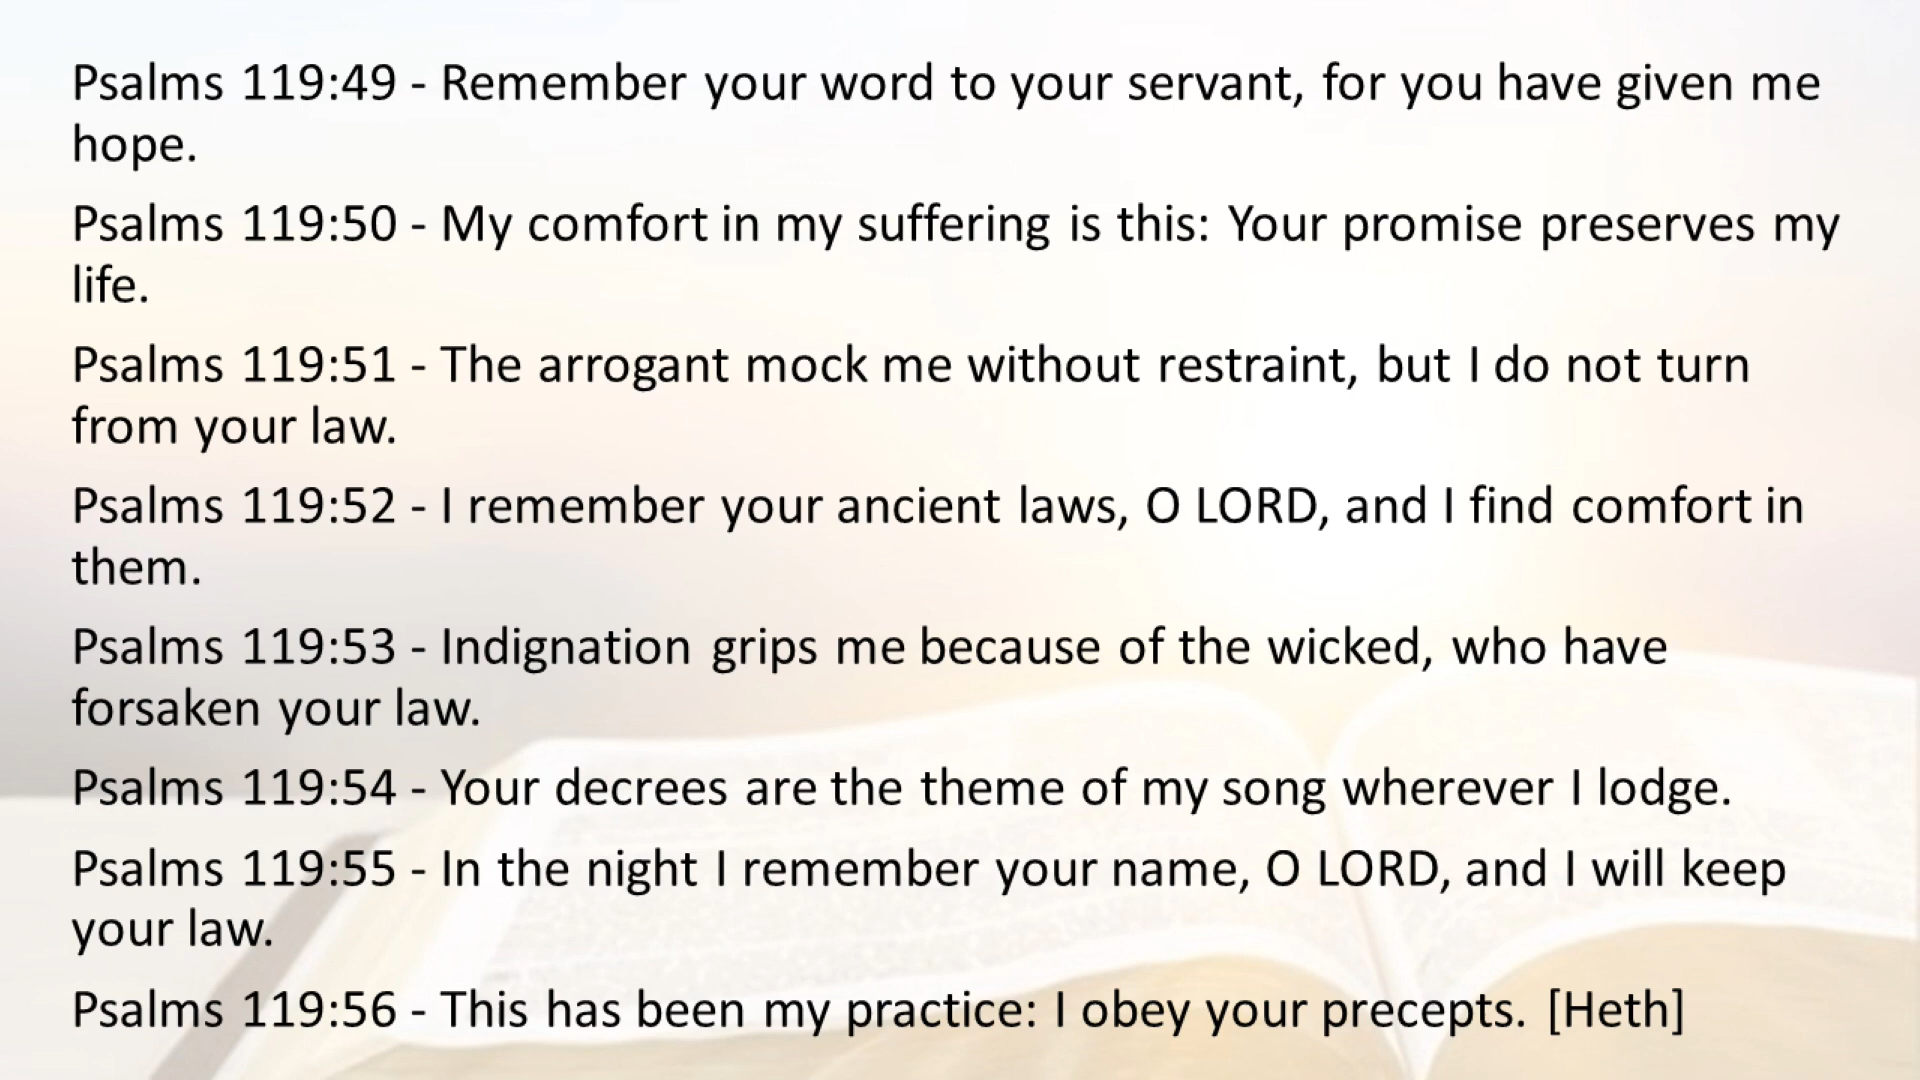 Psalms 119:49 - Remember your word to your servant, for you have given me
hope.
Psalms 119:50 - My comfort in my suffering is this: Your promise preserves my
life.
Psalms 119:51 - The arrogant mock me without restraint, but I do not turn
from your law.
Psalms 119:52 - I remember your ancient laws, O LORD, and I find comfort in
them.
Psalms 119:53 - Indignation grips me because of the wicked, who have
forsaken your law.
Psalms 119:54 - Your decrees are the theme of my song wherever I lodge.
Psalms 119:55 - In the night I remember your name, O LORD, and I will keep
your law.
Psalms 119:56 - This has been my practice: I obey your precepts. [Heth]